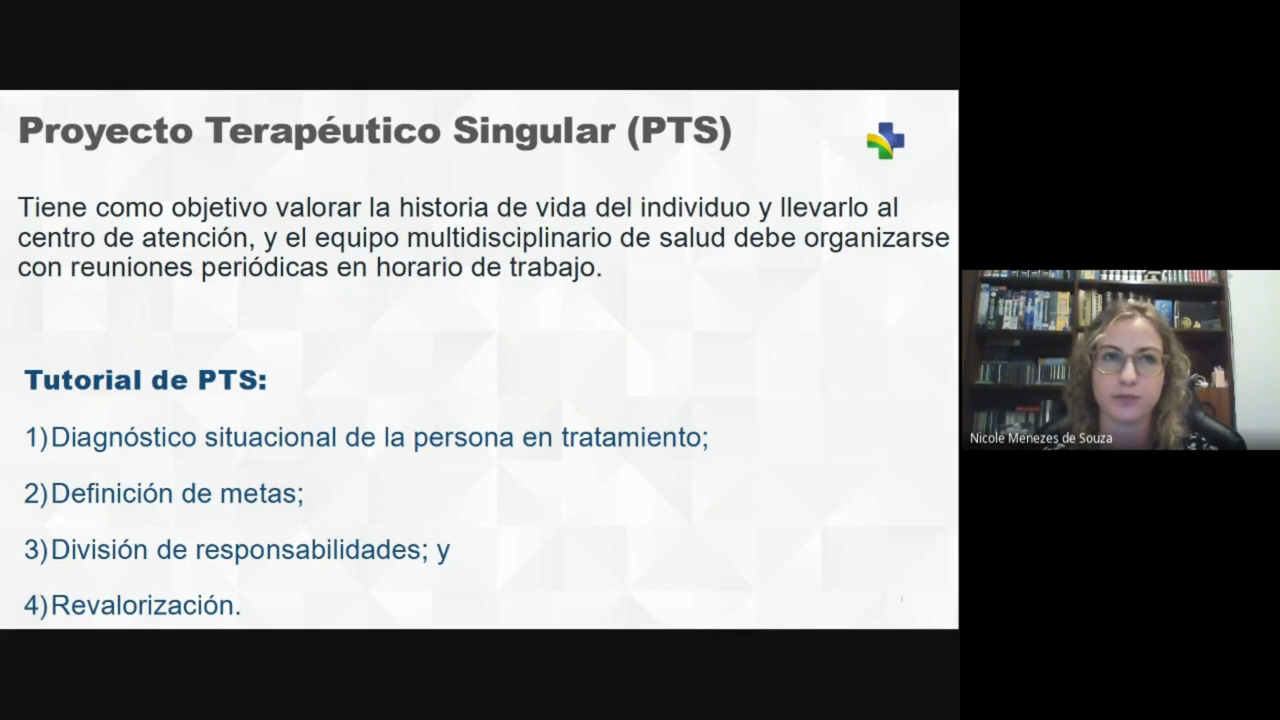 Proyecto Terapéutico Singular (PTS)
Tiene como objetivo valorar la historia de vida del individuo y llevarlo al
centro de atención, y el equipo multidisciplinario de salud debe organizarse
con reuniones periódicas en horario de trabajo.
Tutorial de PTS:
1)Diagnóstico situacional de la persona en tratamiento;
2)Definición de metas;
3)División de responsabilidades; y
4)Revalorización.
Nicole Menezes de Souza